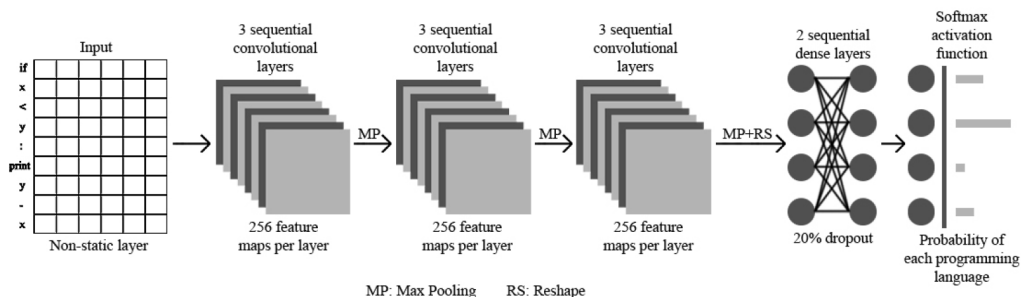 Input
if
x
<
y
:
print
y
-
x
Non-static layer
3 sequential
convolutional
layers
256 feature
maps per layer
MP
3 sequential
convolutional
layers
256 feature
maps per layer
MP
3 sequential
convolutional
layers
256 feature
maps per layer
MP+RS
2 sequential
dense layers
20% dropout
Softmax
activation
function
Probability of
each programming
language
MP: Max Pooling RS: Reshape